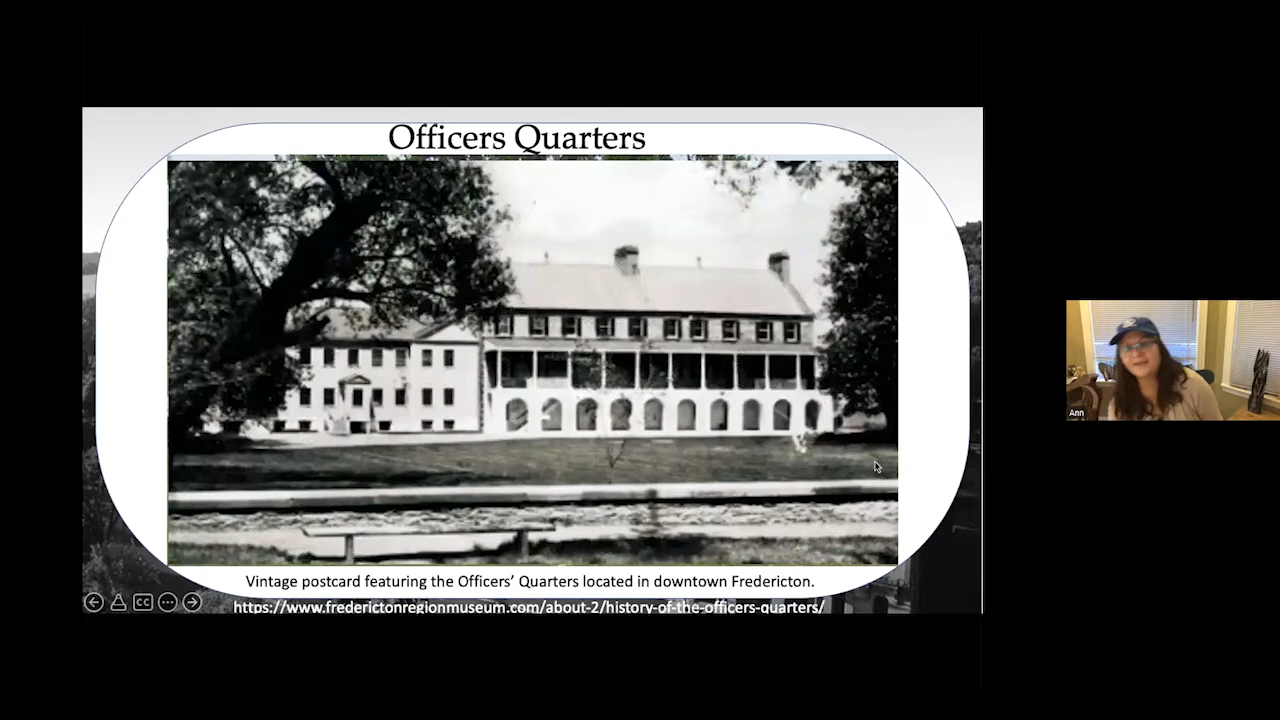 Officers Quarters
Vintage postcard featuring the Officers’ Quarters located in downtown Fredericton.
https://www.frederictonregionmuseum.com/about-2/history-of-the-officers-quarters/
CC
Ann